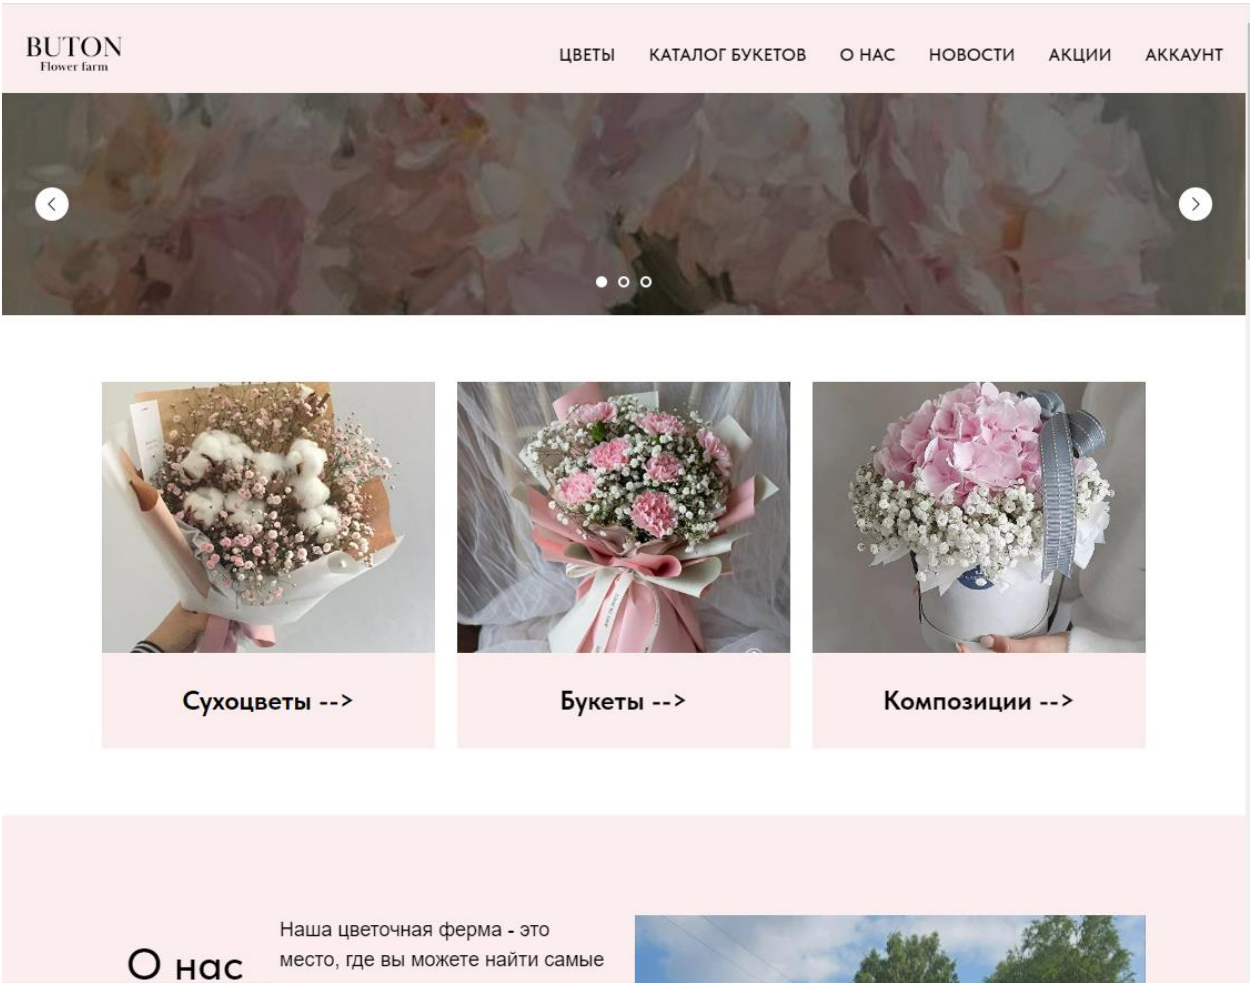 BUTON
Flower farm
ЦВЕТЫ КАТАЛОГ БУКЕТОВ О НАС НОВОСТИ АКЦИИ АККАУНТ
Сухоцветы -->
Букеты -->
Композиции -->
О нас
Наша цветочная ферма - это
место, где вы можете найти самые